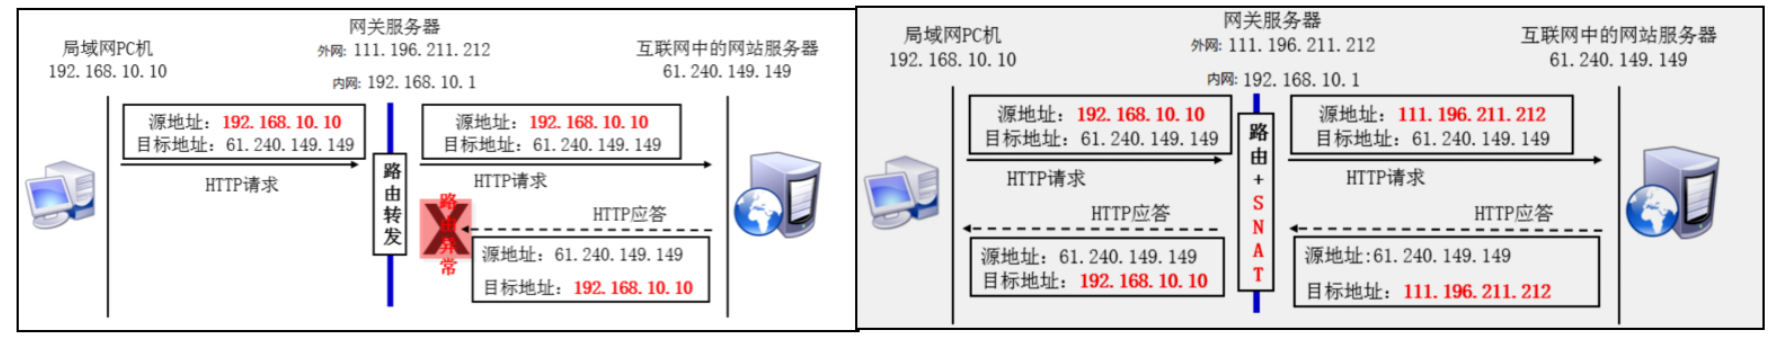 局域网PC机
192.168.10.10
网关服务器
外网: 111.196.211.212
内网: 192.168.10.1
互联网中的网站服务器
61.240.149.149
源地址: 192.168.10.10
目标地址: 61.240.149.149
HTTP请求
路由转发
源地址: 192.168.10.10
目标地址: 61.240.149.149
HTTP请求
路由异常
HTTP应答
源地址: 61.240.149.149
目标地址: 192.168.10.10
局域网PC机
192.168.10.10
网关服务器
外网: 111.196.211.212
内网: 192.168.10.1
互联网中的网站服务器
61.240.149.149
源地址: 192.168.10.10
目标地址: 61.240.149.149
HTTP请求
路由+SNAT
源地址: 111.196.211.212
目标地址: 61.240.149.149
HTTP请求
HTTP应答
源地址: 61.240.149.149
目标地址: 192.168.10.10
HTTP应答
源地址:61.240.149.149
目标地址: 111.196.211.212